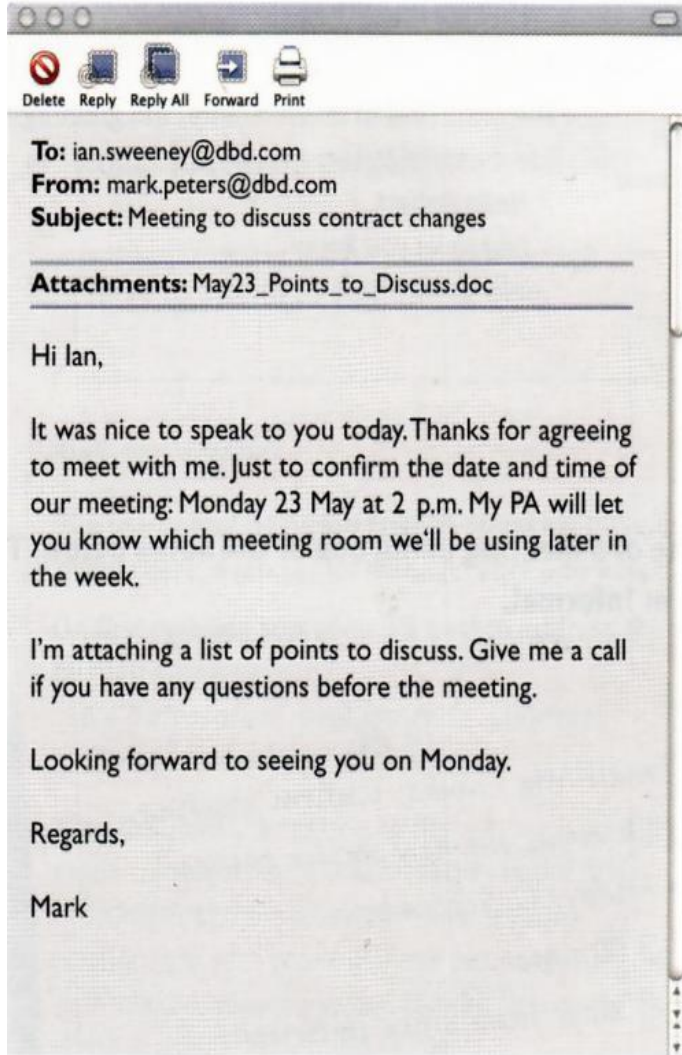 Delete Reply Reply All Forward Print
To: ian.sweeney@dbd.com
From: mark.peters@dbd.com
Subject: Meeting to discuss contract changes
Attachments: May23_Points_to_Discuss.doc
Hi Ian,
It was nice to speak to you today. Thanks for agreeing
to meet with me. Just to confirm the date and time of
our meeting: Monday 23 May at 2 p.m. My PA will let
you know which meeting room we'll be using later in
the week.
I'm attaching a list of points to discuss. Give me a call
if you have any questions before the meeting.
Looking forward to seeing you on Monday.
Regards,
Mark